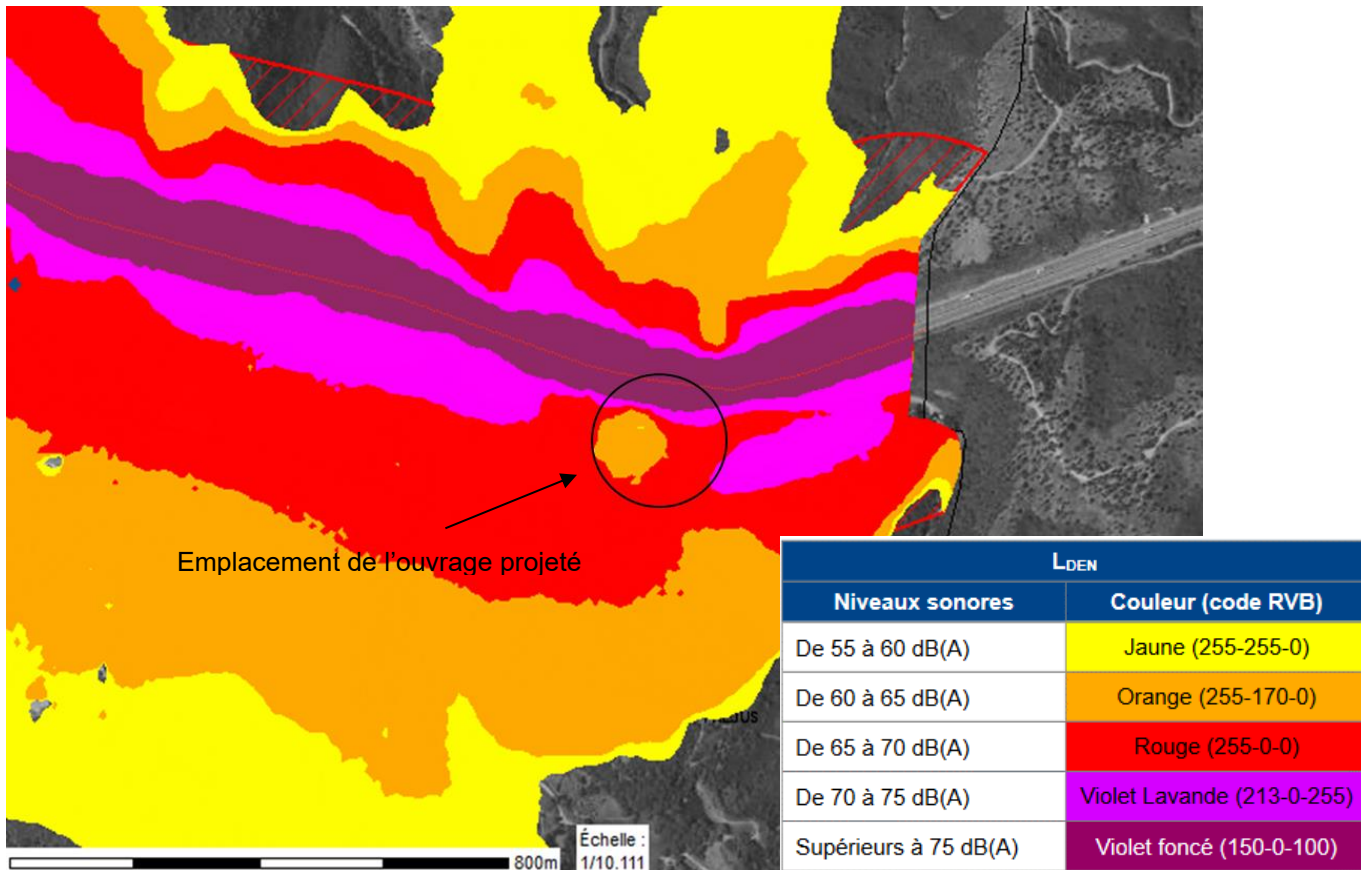 Emplacement de l'ouvrage projeté
800m
Échelle :
1/10.111
L_DEN
Niveaux sonores Couleur (code RVB)
De 55 à 60 dB(A) Jaune (255-255-0)
De 60 à 65 dB(A) Orange (255-170-0)
De 65 à 70 dB(A) Rouge (255-0-0)
De 70 à 75 dB(A) Violet Lavande (213-0-255)
Supérieurs à 75 dB(A) Violet foncé (150-0-100)